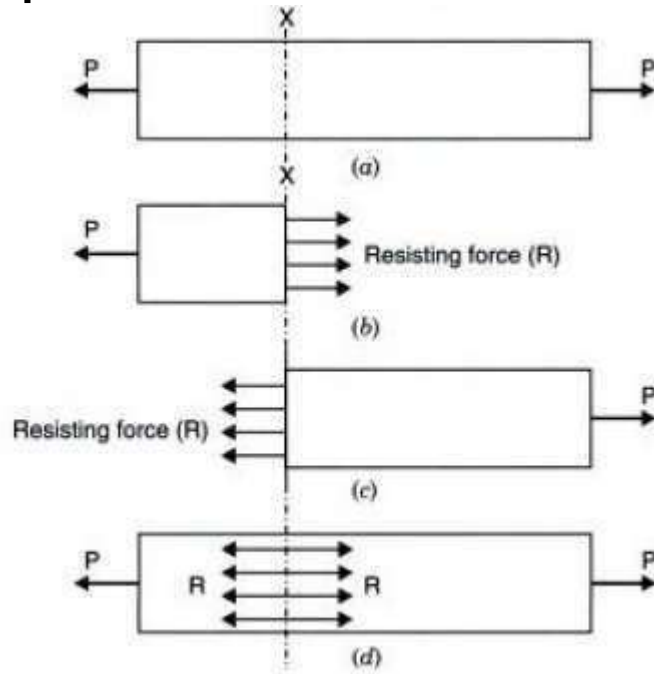 X
P P
(a)
X
P
Resisting force (R)
(b)
P
Resisting force (R)
(c)
P P
R R
(d)